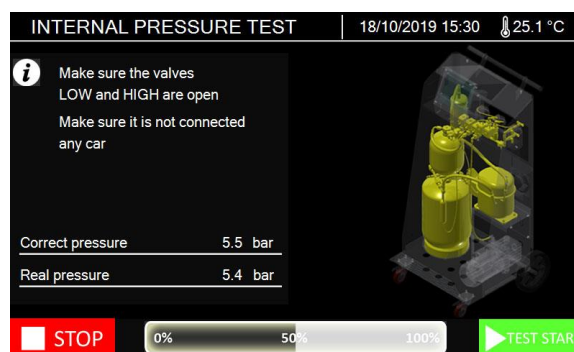 INTERNAL PRESSURE TEST
18/10/2019 15:30
25.1 °C
i
Make sure the valves
LOW and HIGH are open
Make sure it is not connected
any car
Correct pressure 5.5 bar
Real pressure 5.4 bar
STOP
0% 50% 100%
TEST STAR